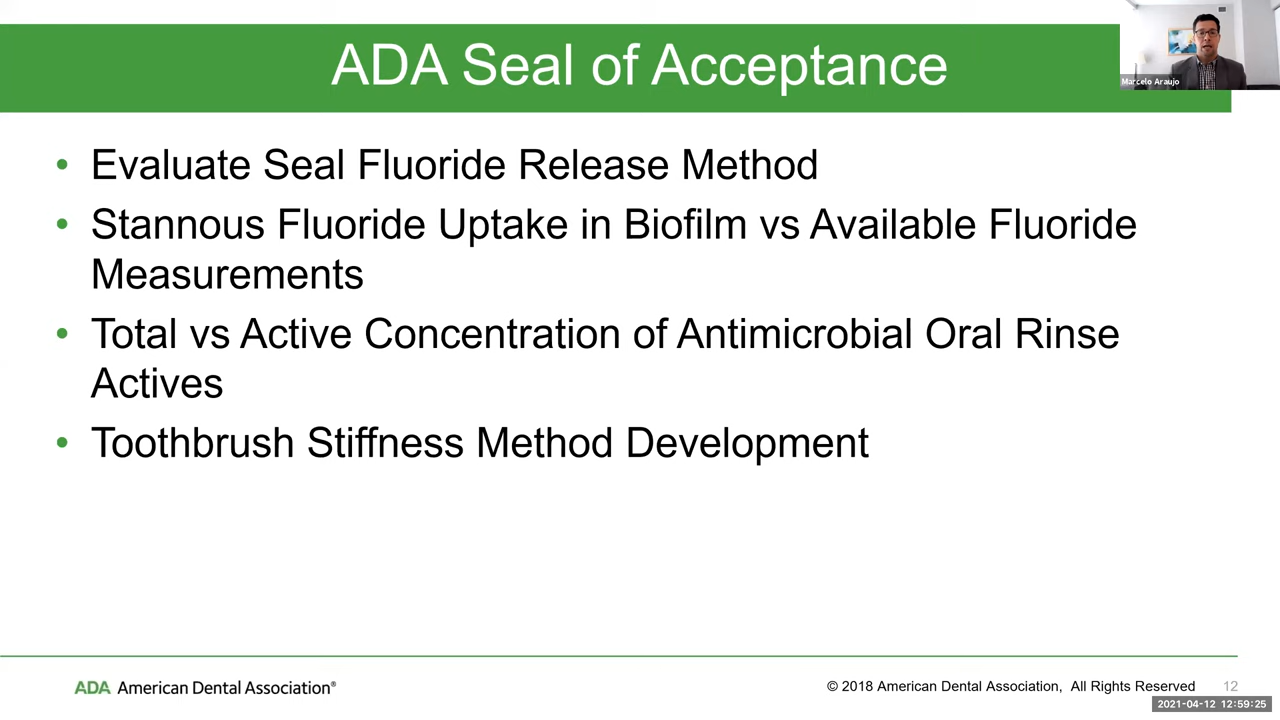 ADA Seal of Acceptance
Marcelo Araujo
• Evaluate Seal Fluoride Release Method
• Stannous Fluoride Uptake in Biofilm vs Available Fluoride
Measurements
• Total vs Active Concentration of Antimicrobial Oral Rinse
Actives
• Toothbrush Stiffness Method Development
ADA American Dental Association®
© 2018 American Dental Association, All Rights Reserved
12
2021-04-12 12:59:25